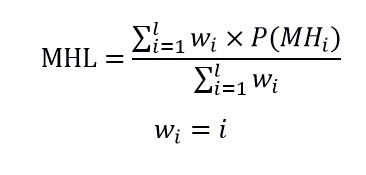 MHL = \frac{\sum_{i=1}^{l} w_i \times P(MH_i)}{\sum_{i=1}^{l} w_i}
w_i = i